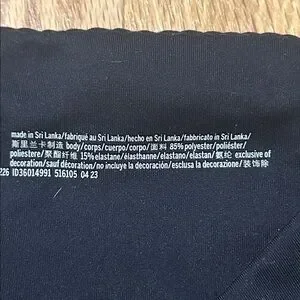 made in Sri Lanka/fabriqué au Sri Lanka/hecho en Sri Lanka/fabbricato in Sri Lanka/
斯里兰卡制造 body/corps/cuerpo/corpo/面料 85% polyester/poliéster/
poliestere/聚酯纤维 15% elastane/élasthanne/elastano/elastan/氨纶 exclusive of
decoration/sauf décoration/no incluye la decoración/esclusa la decorazione/装饰除
226 ID36014991 516105 04 23